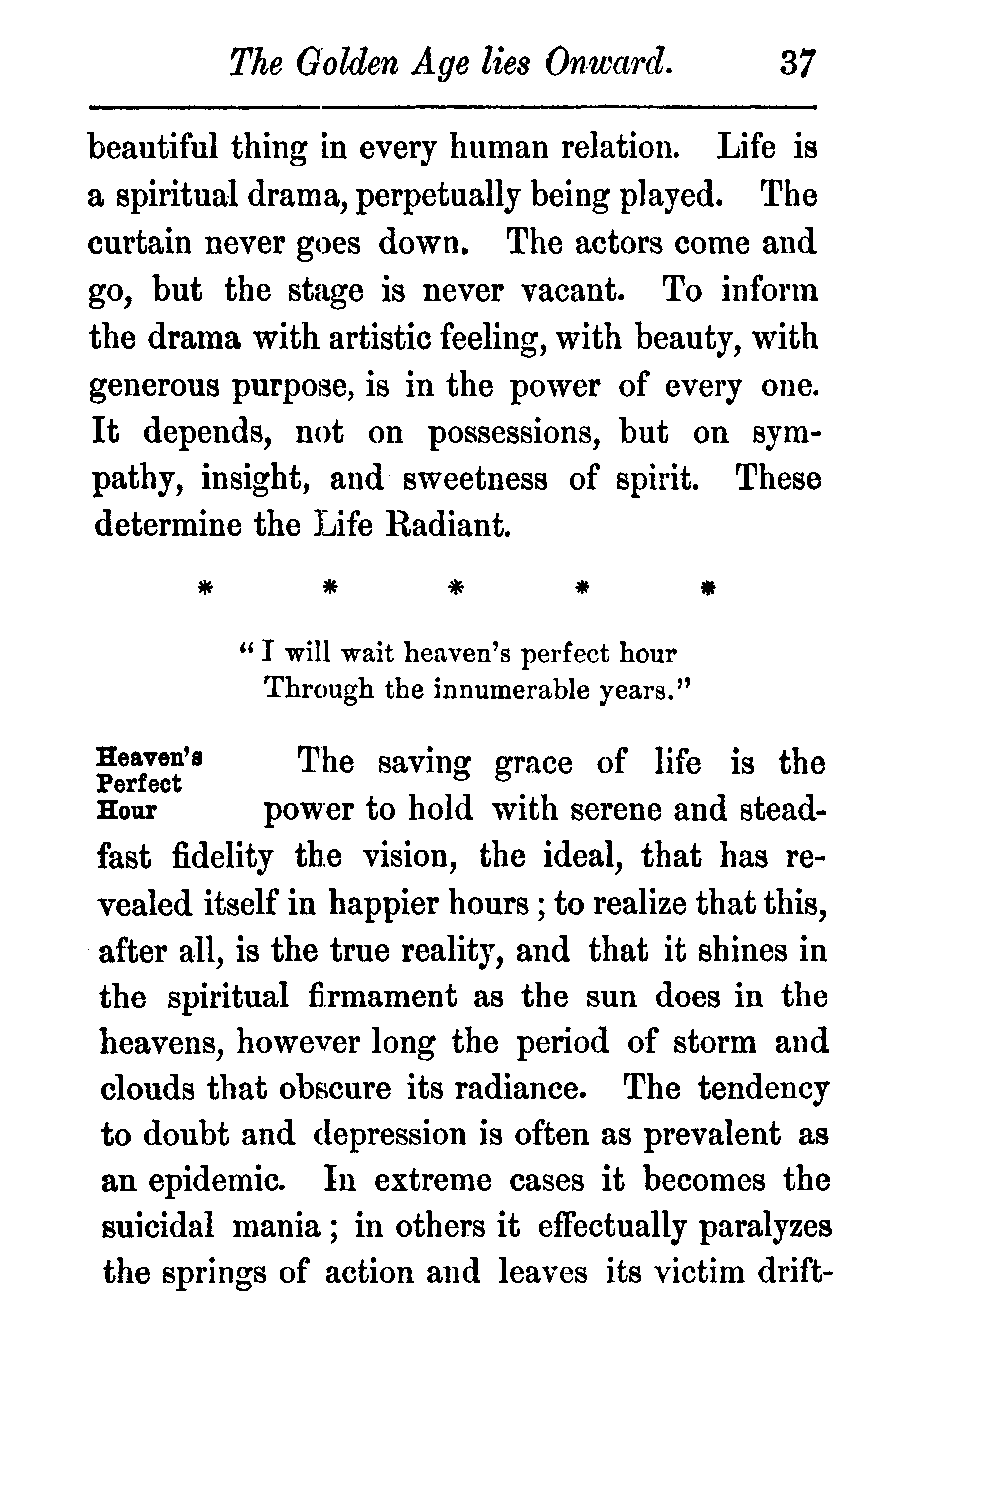 The Golden Age lies Onward. 37
beautiful thing in every human relation. Life is
a spiritual drama, perpetually being played. The
curtain never goes down. The actors come and
go, but the stage is never vacant. To inform
the drama with artistic feeling, with beauty, with
generous purpose, is in the power of every one.
It depends, not on possessions, but on sym-
pathy, insight, and sweetness of spirit. These
determine the Life Radiant.
* * * * *
“ I will wait heaven’s perfect hour
Through the innumerable years.”
Heaven’s
Perfect
Hour
The saving grace of life is the
power to hold with serene and stead-
fast fidelity the vision, the ideal, that has re-
vealed itself in happier hours ; to realize that this,
after all, is the true reality, and that it shines in
the spiritual firmament as the sun does in the
heavens, however long the period of storm and
clouds that obscure its radiance. The tendency
to doubt and depression is often as prevalent as
an epidemic. In extreme cases it becomes the
suicidal mania ; in others it effectually paralyzes
the springs of action and leaves its victim drift-